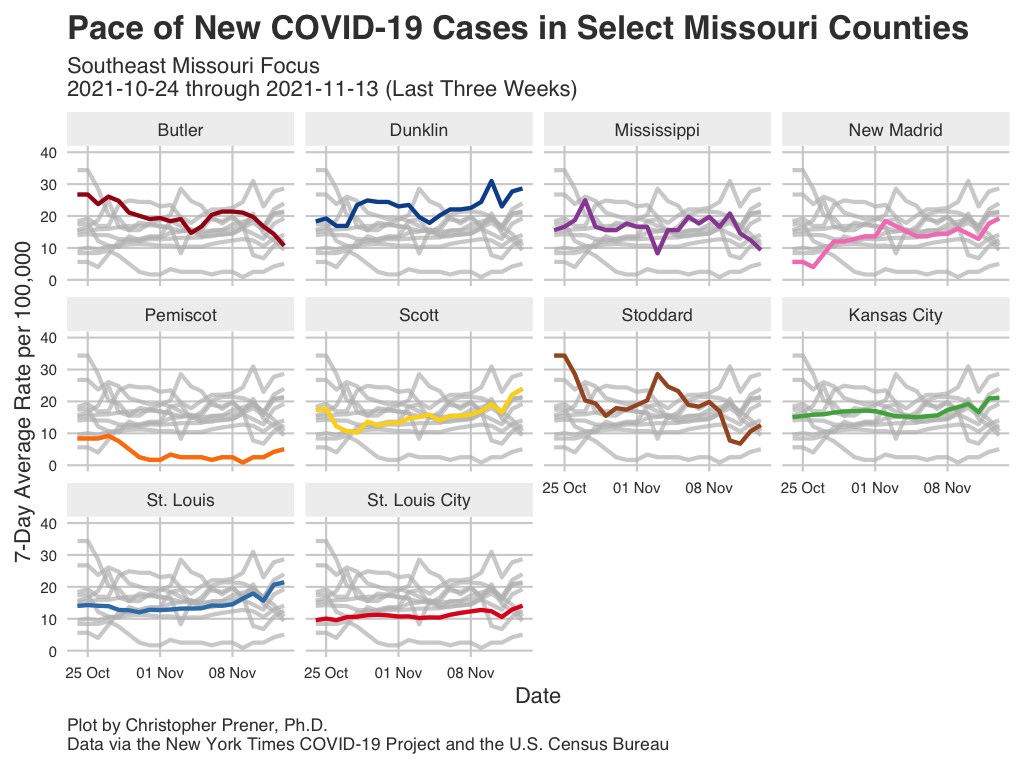 Pace of New COVID-19 Cases in Select Missouri Counties
Southeast Missouri Focus
2021-10-24 through 2021-11-13 (Last Three Weeks)
Butler
Dunklin
Mississippi
New Madrid
40
30
20
10
0
Pemiscot
Scott
Stoddard
Kansas City
40
30
20
10
0
25 Oct
01 Nov
08 Nov
25 Oct
01 Nov
08 Nov
St. Louis
St. Louis City
40
30
20
10
0
25 Oct
01 Nov
08 Nov
25 Oct
01 Nov
08 Nov
7-Day Average Rate per 100,000
Date
Plot by Christopher Prener, Ph.D.
Data via the New York Times COVID-19 Project and the U.S. Census Bureau